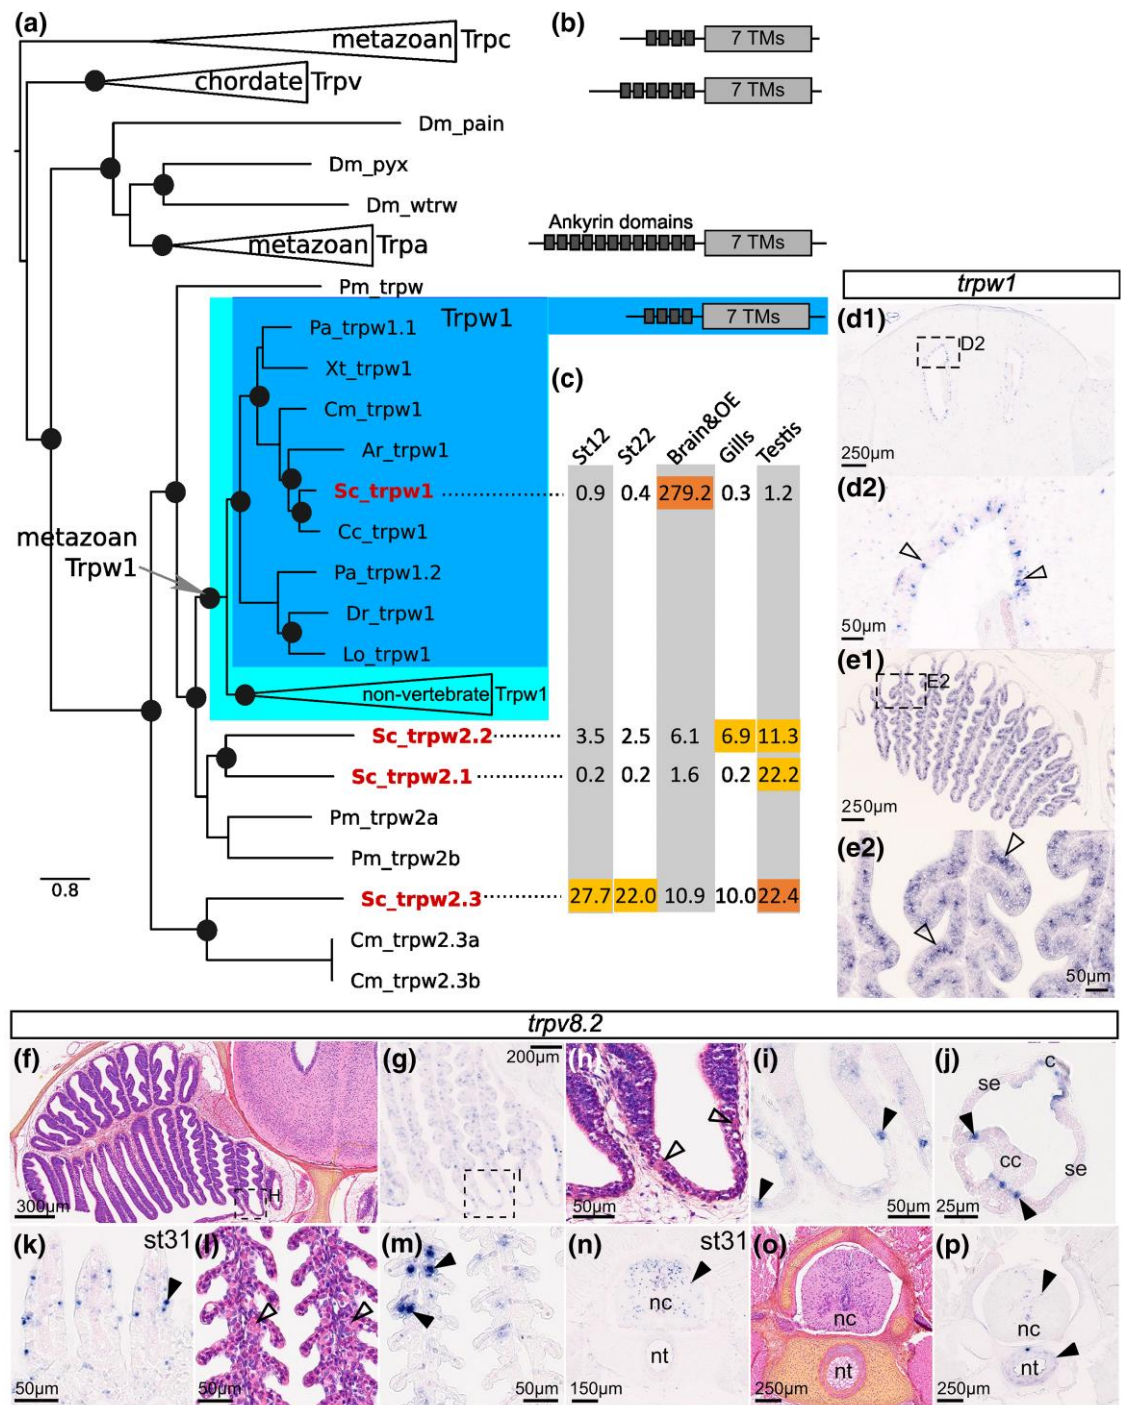 (a)
metazoan Trpc
chordate Trpv
Dm_pain
Dm_pyx
Dm_wtrw
metazoan Trpa
Pm_trpw
Trpw1
Pa_trpw1.1
Xt_trpw1
Cm_trpw1
Ar_trpw1
Sc_trpw1
Cc_trpw1
metazoan
Trpw1
Pa_trpw1.2
Dr_trpw1
Lo_trpw1
non-vertebrate Trpw1
Sc_trpw2.2
Sc_trpw2.1
Pm_trpw2a
Pm_trpw2b
0.8
Sc_trpw2.3
Cm_trpw2.3a
Cm_trpw2.3b
(b)
7 TMs
7 TMs
Ankyrin domains
7 TMs
7 TMs
(c)
St12 St22 Brain&OE Gills Testis
0.9 0.4 279.2 0.3 1.2
3.5 2.5 6.1 6.9 11.3
0.2 0.2 1.6 0.2 22.2
27.7 22.0 10.9 10.0 22.4
trpw1
(d1)
D2
250µm
(d2)
50µm
(e1)
E2
250µm
(e2)
50µm
trpv8.2
(f)
H
300µm
(g)
200µm
I
(h)
50µm
(i)
50µm
(j)
c
se
cc
se
25µm
(k)
st31
50µm
(l)
50µm
(m)
50µm
(n)
st31
nc
nt
150µm
(o)
nc
nt
250µm
(p)
nc
nt
250µm